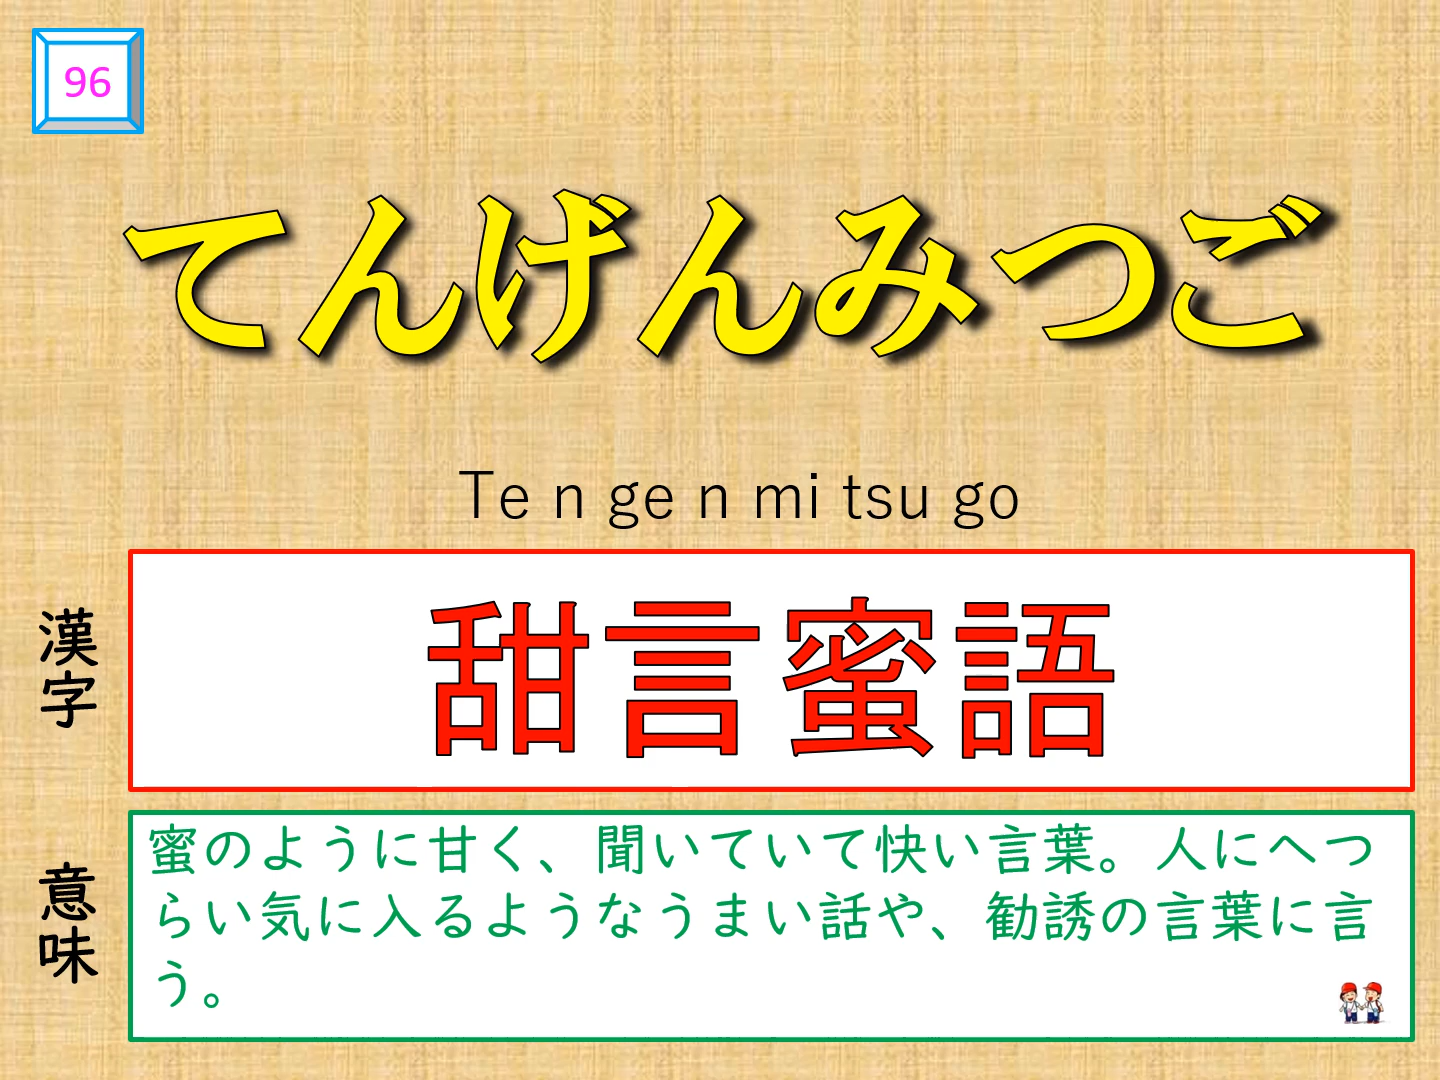 96
てんげんみつご
Te n ge n mi tsu go
漢字
甜言蜜語
意味
蜜のように甘く、聞いていて快い言葉。人にへつ
らい気に入るようなうまい話や、勧誘の言葉に言
う。